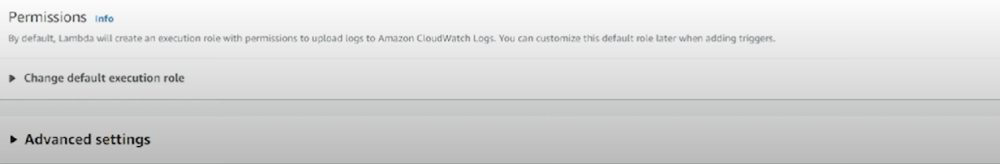 Permissions Info
By default, Lambda will create an execution role with permissions to upload logs to Amazon CloudWatch Logs. You can customize this default role later when adding triggers.
Change default execution role
Advanced settings